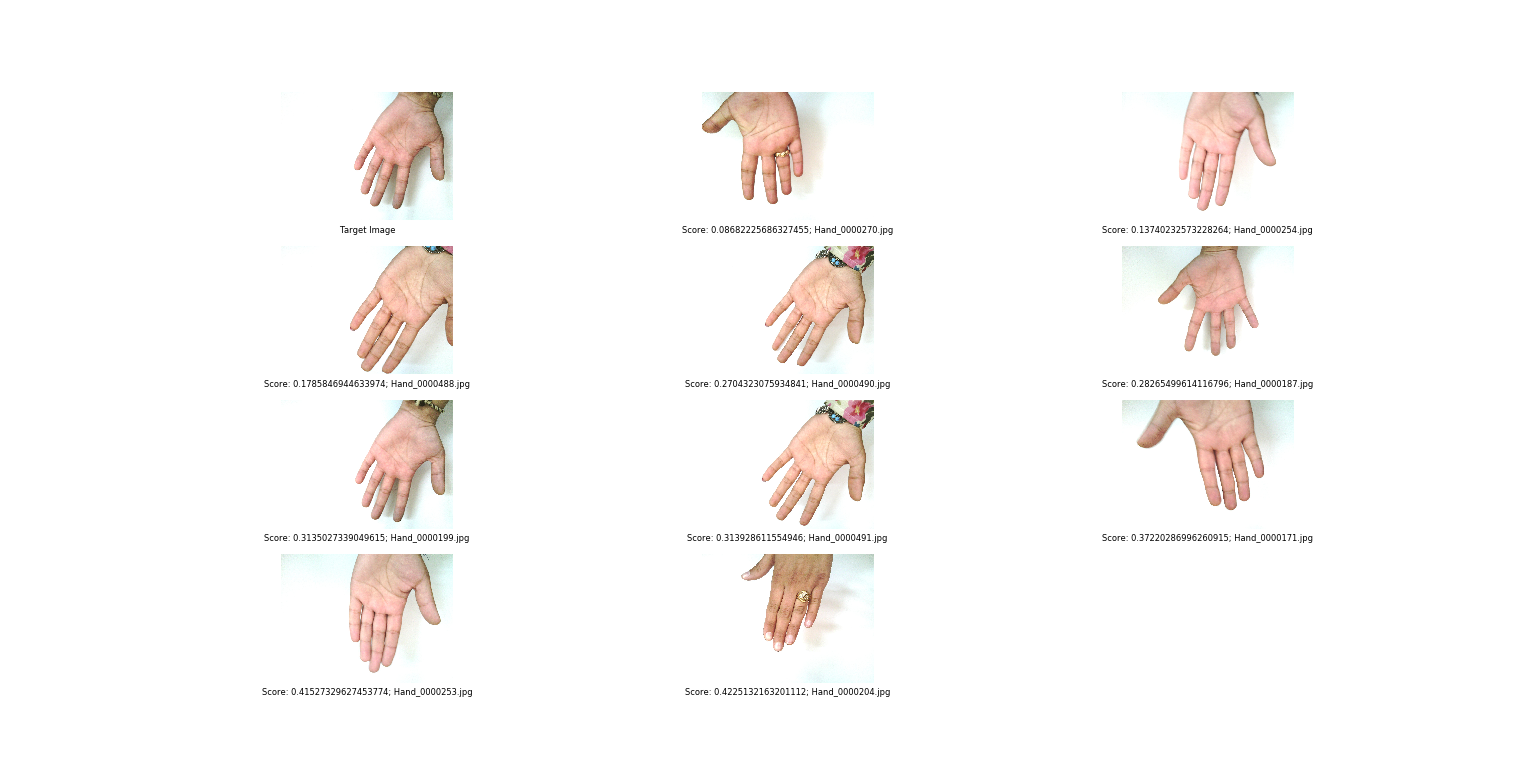 Target Image
Score: 0.08682225686327455; Hand_0000270.jpg
Score: 0.13740232573228264; Hand_0000254.jpg
Score: 0.1785846944633974; Hand_0000488.jpg
Score: 0.2704323075934841; Hand_0000490.jpg
Score: 0.28265499614116796; Hand_0000187.jpg
Score: 0.3135027339049615; Hand_0000199.jpg
Score: 0.313928611554946; Hand_0000491.jpg
Score: 0.37220286996260915; Hand_0000171.jpg
Score: 0.41527329627453774; Hand_0000253.jpg
Score: 0.4225132163201112; Hand_0000204.jpg